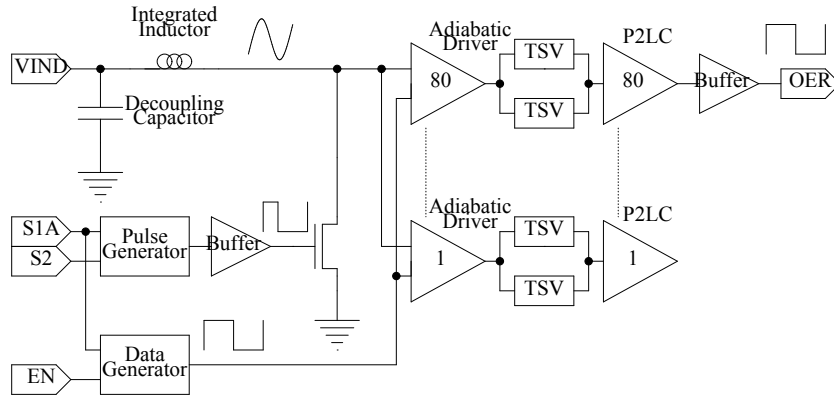 Integrated
Inductor
VIND
Decoupling
Capacitor
Adiabatic
Driver
80
TSV
TSV
P2LC
80
Buffer
OER
S1A
S2
Pulse
Generator
Buffer
Adiabatic
Driver
1
TSV
TSV
P2LC
1
EN
Data
Generator